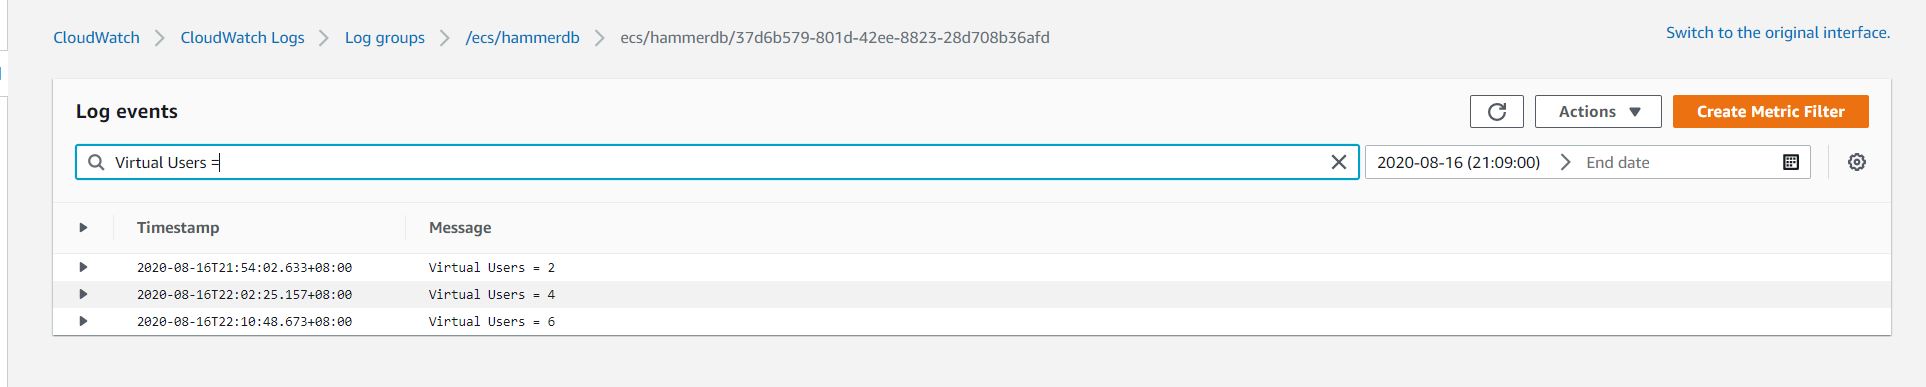 CloudWatch > CloudWatch Logs > Log groups > /ecs/hammerdb > ecs/hammerdb/37d6b579-801d-42ee-8823-28d708b36afd
Switch to the original interface.
Log events
Actions
Create Metric Filter
Virtual Users =
2020-08-16 (21:09:00) > End date
Timestamp Message
2020-08-16T21:54:02.633+08:00 Virtual Users = 2
2020-08-16T22:02:25.157+08:00 Virtual Users = 4
2020-08-16T22:10:48.673+08:00 Virtual Users = 6